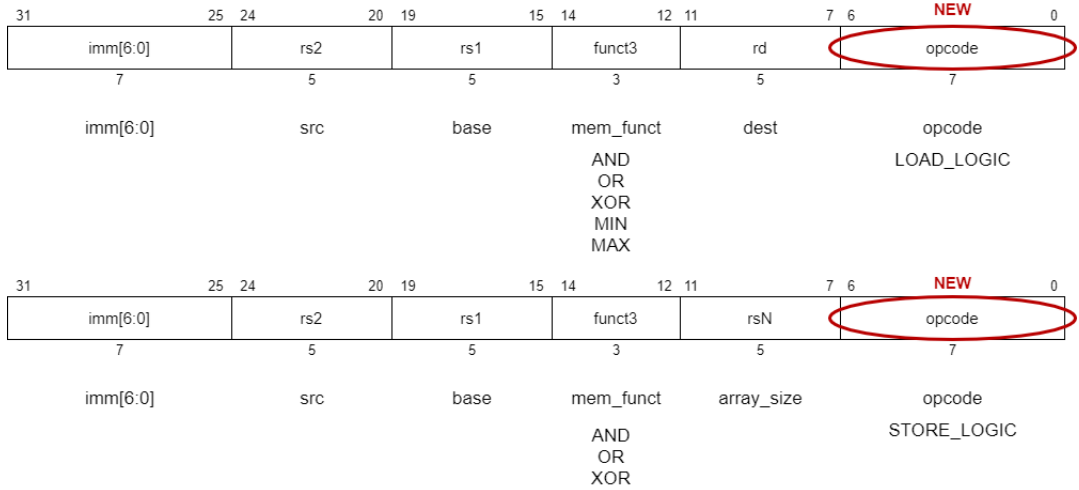 31 25 24 20 19 15 14 12 11 7 6 NEW 0
imm[6:0] rs2 rs1 funct3 rd opcode
7 5 5 3 5 7
imm[6:0] src base mem_funct dest opcode
AND LOAD_LOGIC
OR
XOR
MIN
MAX
31 25 24 20 19 15 14 12 11 7 6 NEW 0
imm[6:0] rs2 rs1 funct3 rsN opcode
7 5 5 3 5 7
imm[6:0] src base mem_funct array_size opcode
AND STORE_LOGIC
OR
XOR